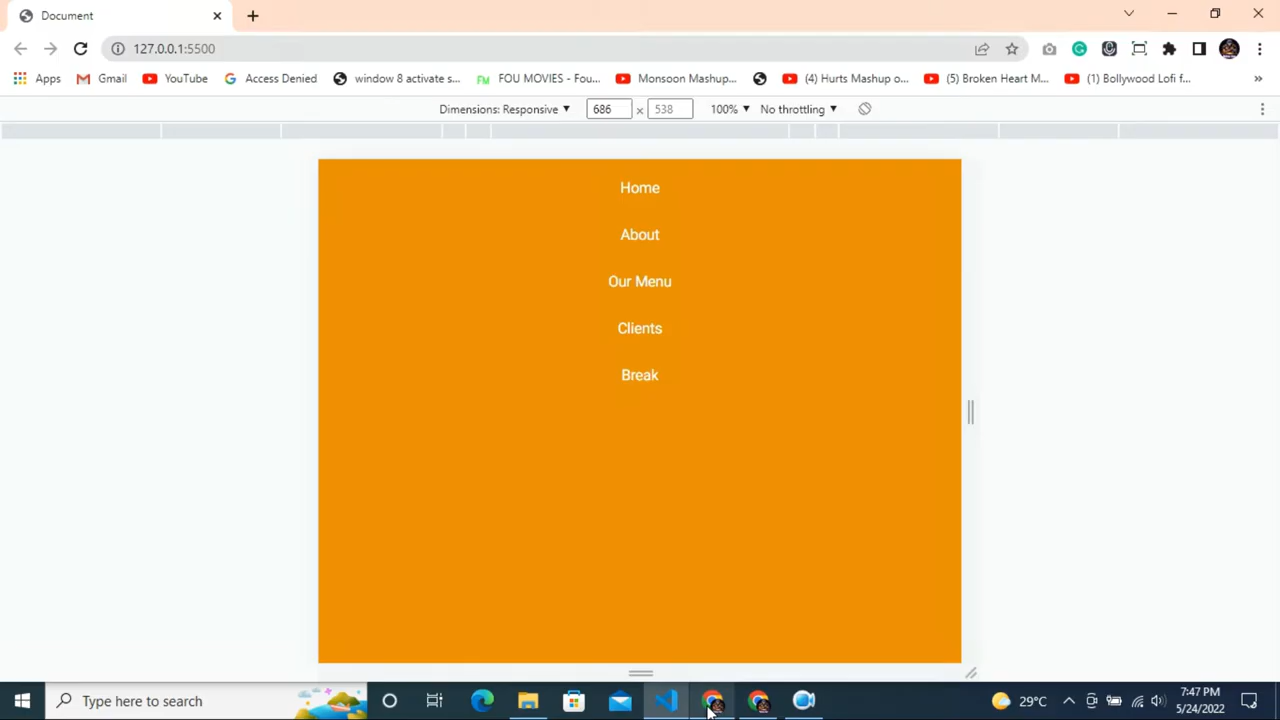 Document
127.0.0.1:5500
Apps
Gmail
YouTube
Access Denied
window 8 activate s...
FOU MOVIES - Fou...
Monsoon Mashup...
(4) Hurts Mashup o...
(5) Broken Heart M...
(1) Bollywood Lofi f...
»
Dimensions: Responsive
686
x
538
100%
No throttling
Home
About
Our Menu
Clients
Break
Type here to search
29°C
7:47 PM
5/24/2022